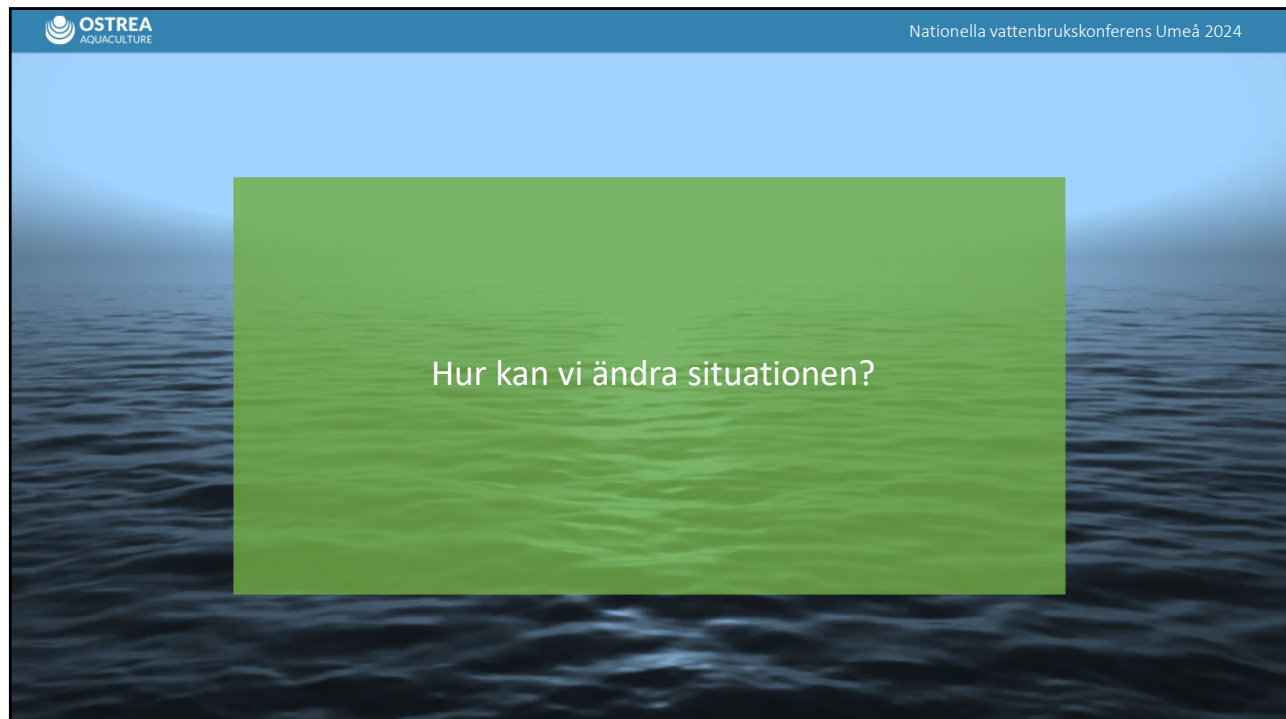 OSTREA
AQUACULTURE
Nationella vattenbrukskonferens Umeå 2024
Hur kan vi ändra situationen?